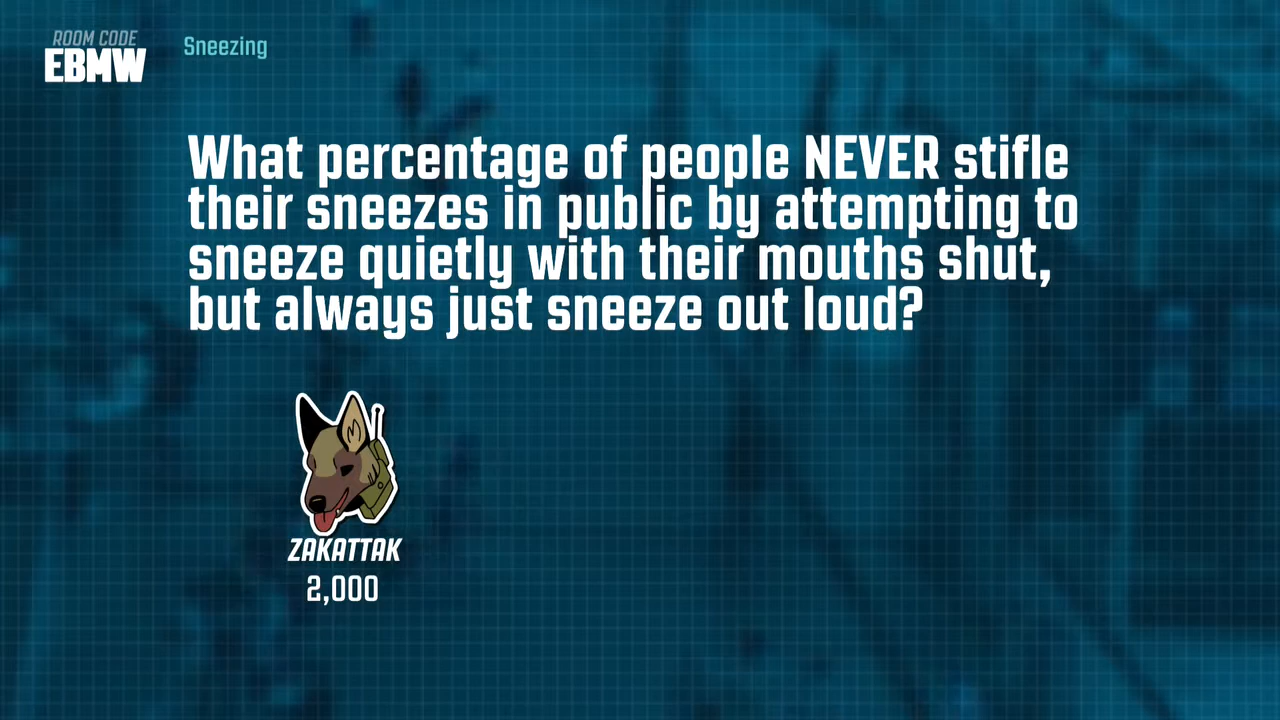 ROOM CODE
EBMW
Sneezing
What percentage of people NEVER stifle
their sneezes in public by attempting to
sneeze quietly with their mouths shut,
but always just sneeze out loud?
ZAKATTAK
2,000